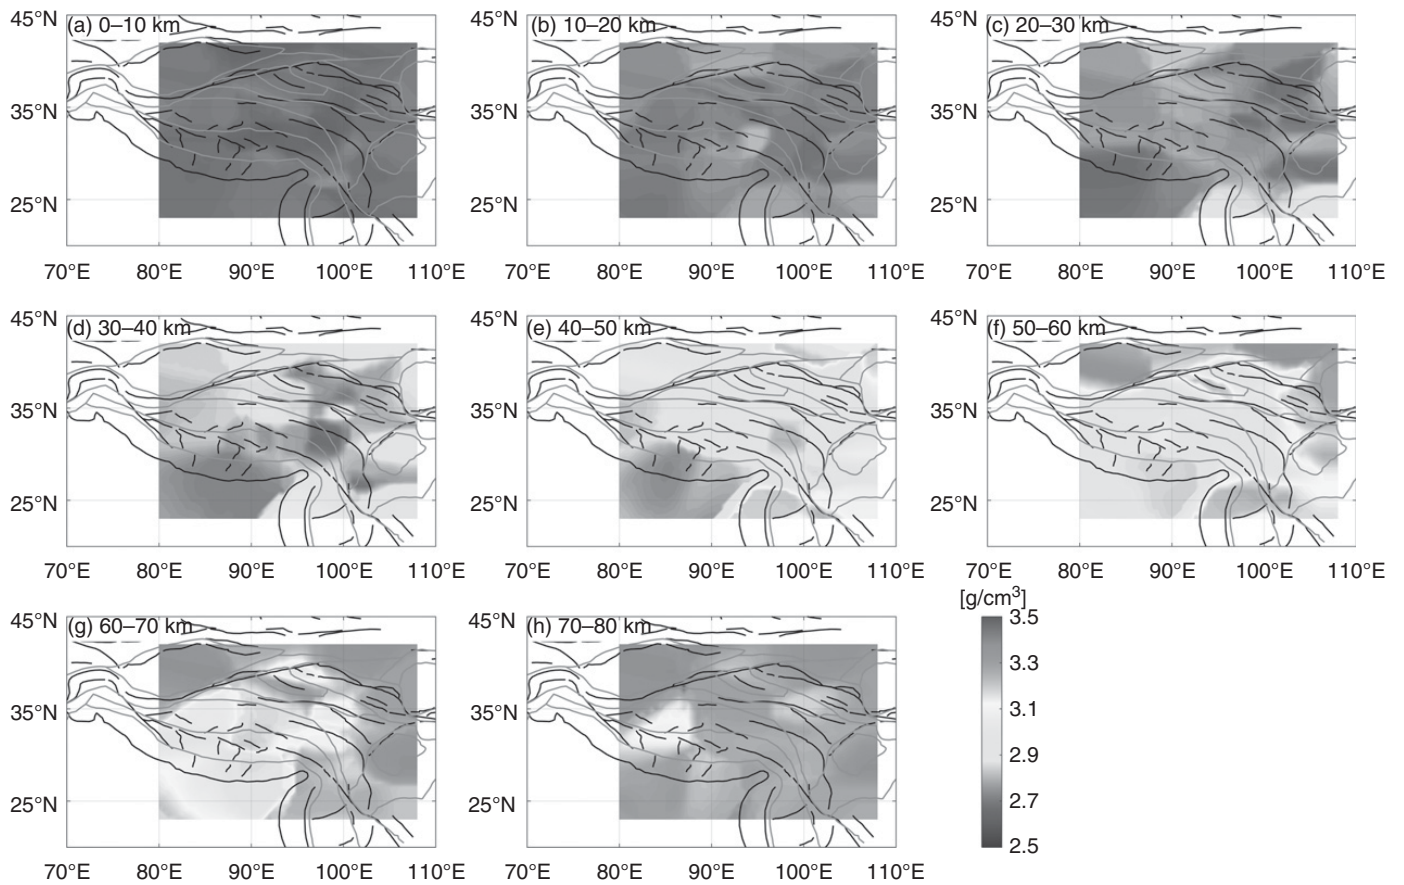 45°N (a) 0–10 km 45°N (b) 10–20 km 45°N (c) 20–30 km
35°N 35°N 35°N
25°N 25°N 25°N
70°E 80°E 90°E 100°E 110°E 70°E 80°E 90°E 100°E 110°E 70°E 80°E 90°E 100°E 110°E
45°N (d) 30–40 km 45°N (e) 40–50 km 45°N (f) 50–60 km
35°N 35°N 35°N
25°N 25°N 25°N
70°E 80°E 90°E 100°E 110°E 70°E 80°E 90°E 100°E 110°E 70°E 80°E 90°E 100°E 110°E
[g/cm³]
45°N (g) 60–70 km 45°N (h) 70–80 km 3.5
3.3
35°N 35°N 3.1
2.9
25°N 25°N 2.7
2.5
70°E 80°E 90°E 100°E 110°E 70°E 80°E 90°E 100°E 110°E